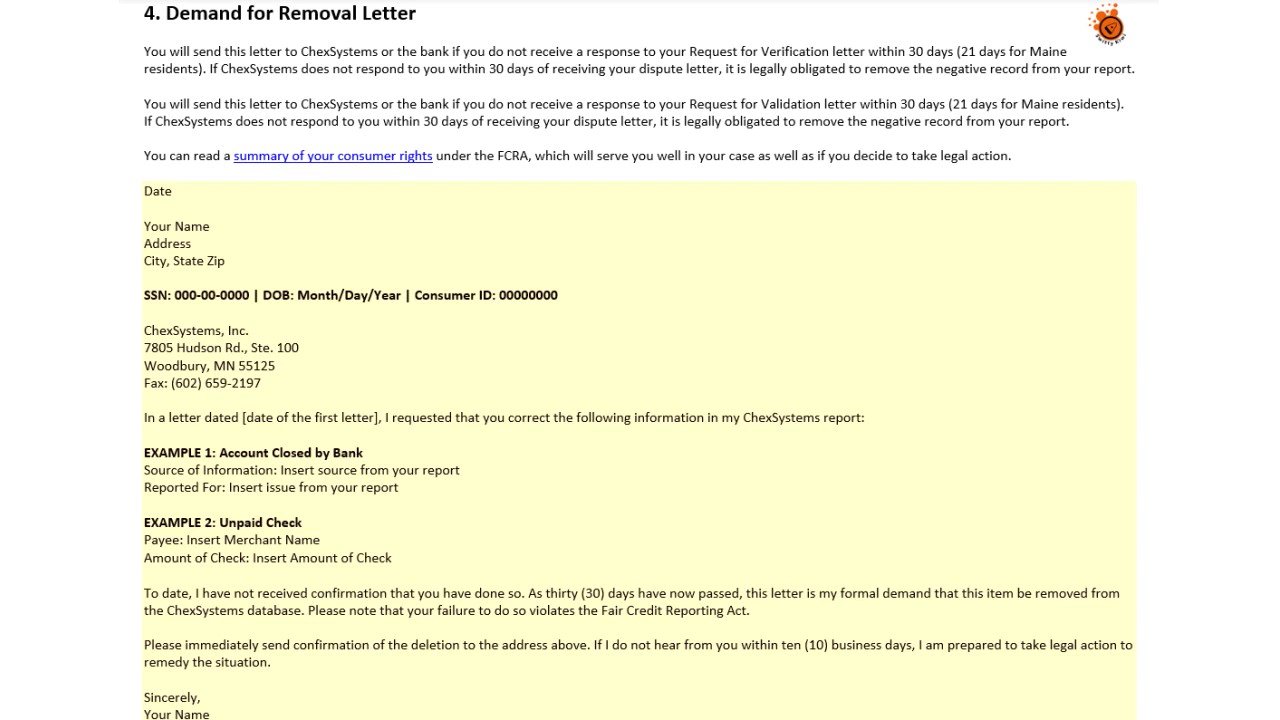 4. Demand for Removal Letter
You will send this letter to ChexSystems or the bank if you do not receive a response to your Request for Verification letter within 30 days (21 days for Maine
residents). If ChexSystems does not respond to you within 30 days of receiving your dispute letter, it is legally obligated to remove the negative record from your report.
You will send this letter to ChexSystems or the bank if you do not receive a response to your Request for Validation letter within 30 days (21 days for Maine residents).
If ChexSystems does not respond to you within 30 days of receiving your dispute letter, it is legally obligated to remove the negative record from your report.
You can read a summary of your consumer rights under the FCRA, which will serve you well in your case as well as if you decide to take legal action.
Date
Your Name
Address
City, State Zip
SSN: 000-00-0000 | DOB: Month/Day/Year | Consumer ID: 00000000
ChexSystems, Inc.
7805 Hudson Rd., Ste. 100
Woodbury, MN 55125
Fax: (602) 659-2197
In a letter dated [date of the first letter], I requested that you correct the following information in my ChexSystems report:
EXAMPLE 1: Account Closed by Bank
Source of Information: Insert source from your report
Reported For: Insert issue from your report
EXAMPLE 2: Unpaid Check
Payee: Insert Merchant Name
Amount of Check: Insert Amount of Check
To date, I have not received confirmation that you have done so. As thirty (30) days have now passed, this letter is my formal demand that this item be removed from
the ChexSystems database. Please note that your failure to do so violates the Fair Credit Reporting Act.
Please immediately send confirmation of the deletion to the address above. If I do not hear from you within ten (10) business days, I am prepared to take legal action to
remedy the situation.
Sincerely,
Your Name